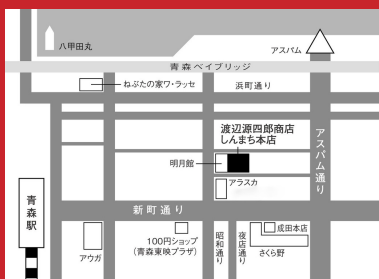 八甲田丸
アスパム
青森ベイブリッジ
ねぶたの家ワ・ラッセ
浜町通り
渡辺源四郎商店
しんまち本店
明月館
アスパム通り
アラスカ
青森駅
新町通り
100円ショップ
(青森東映プラザ)
アウガ
昭和通り
夜店通り
成田本店
さくら野